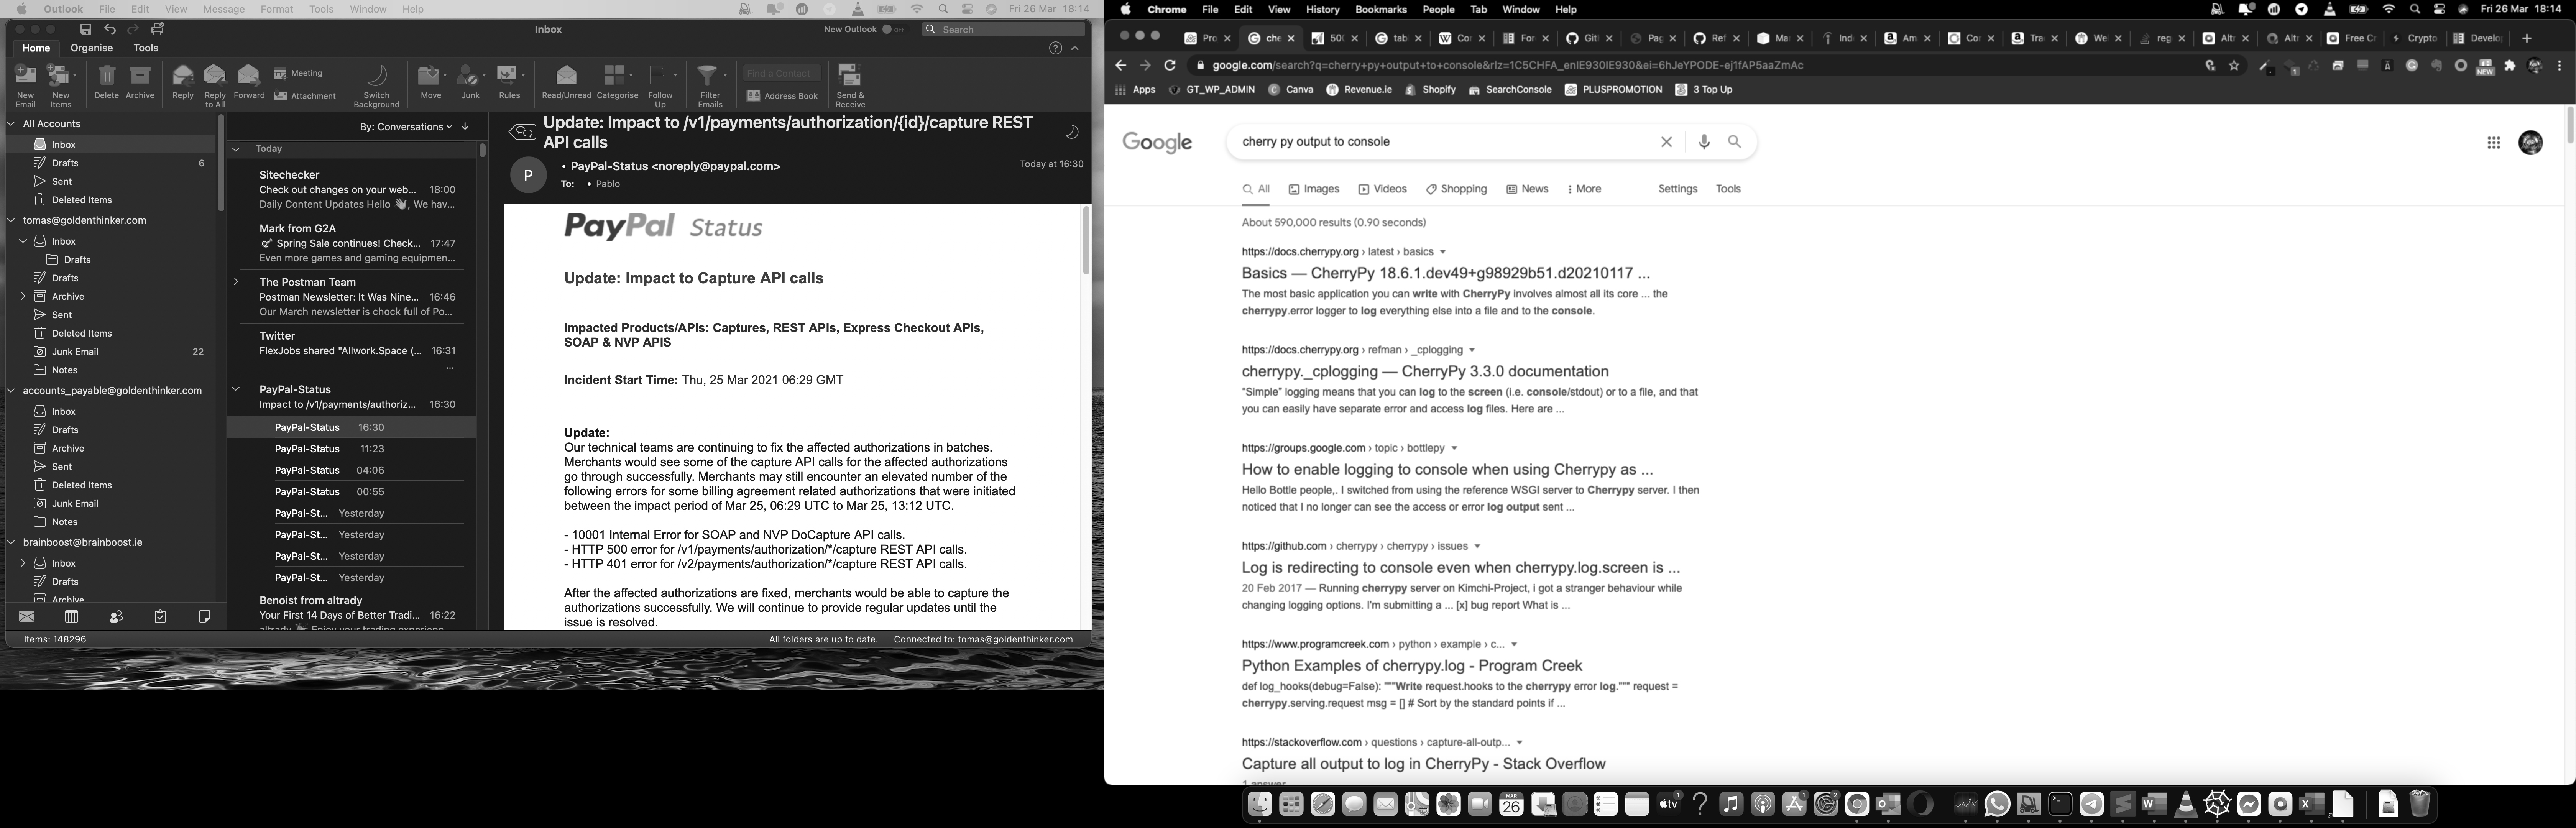 Outlook File Edit View Message Format Tools Window Help Fri 26 Mar 18:14
Inbox New Outlook on Search
Home Organise Tools
New Email
New Items
Delete
Archive
Reply
Reply to All
Forward
Meeting
Attachment
Switch Background
Move
Junk
Rules
Read/Unread
Categorise
Follow Up
Filter Emails
Find a Contact
Address Book
Send & Receive
All Accounts
Inbox
Drafts 6
Sent
Deleted Items
tomas@goldenthinker.com
Inbox
Drafts
Drafts
Archive
Sent
Deleted Items
Junk Email 22
Notes
accounts_payable@goldenthinker.com
Inbox
Drafts
Archive
Sent
Deleted Items
Junk Email
Notes
brainboost@brainboost.ie
Inbox
Drafts
Archive
Items: 148296
By: Conversations
Today
Sitechecker
Check out changes on your web... 18:00
Daily Content Updates Hello 👋, We hav...
Mark from G2A
Spring Sale continues! Check... 17:47
Even more games and gaming equipmen...
The Postman Team
Postman Newsletter: It Was Nine... 16:46
Our March newsletter is chock full of Po...
Twitter
FlexJobs shared "Allwork.Space (... 16:31
...
PayPal-Status
Impact to /v1/payments/authoriz... 16:30
PayPal-Status 16:30
PayPal-Status 11:23
PayPal-Status 04:06
PayPal-Status 00:55
PayPal-St... Yesterday
PayPal-St... Yesterday
PayPal-St... Yesterday
PayPal-St... Yesterday
Benoist from altrady
Your First 14 Days of Better Tradi... 16:22
altrady Enjoy your trading experienc
Update: Impact to /v1/payments/authorization/{id}/capture REST
API calls
P
• PayPal-Status <noreply@paypal.com> Today at 16:30
To: • Pablo
PayPal Status
Update: Impact to Capture API calls
Impacted Products/APIs: Captures, REST APIs, Express Checkout APIs,
SOAP & NVP APIS
Incident Start Time: Thu, 25 Mar 2021 06:29 GMT
Update:
Our technical teams are continuing to fix the affected authorizations in batches.
Merchants would see some of the capture API calls for the affected authorizations
go through successfully. Merchants may still encounter an elevated number of the
following errors for some billing agreement related authorizations that were initiated
between the impact period of Mar 25, 06:29 UTC to Mar 25, 13:12 UTC.
- 10001 Internal Error for SOAP and NVP DoCapture API calls.
- HTTP 500 error for /v1/payments/authorization/*/capture REST API calls.
- HTTP 401 error for /v2/payments/authorization/*/capture REST API calls.
After the affected authorizations are fixed, merchants would be able to capture the
authorizations successfully. We will continue to provide regular updates until the
issue is resolved.
All folders are up to date. Connected to: tomas@goldenthinker.com
Chrome File Edit View History Bookmarks People Tab Window Help Fri 26 Mar 18:14
Pro che 50( tab Cor For Gitl Pag Ref Ma Ind Am Cor Tra We reg Altr Altr Free C Crypto Develo
google.com/search?q=cherry+py+output+to+console&rlz=1C5CHFA_enIE930IE930&ei=6hJeYPODE-ej1fAP5aaZmAc
Apps GT_WP_ADMIN Canva Revenue.ie Shopify SearchConsole PLUSPROMOTION 3 Top Up
Google
cherry py output to console
All Images Videos Shopping News More Settings Tools
About 590,000 results (0.90 seconds)
https://docs.cherrypy.org › latest › basics
Basics — CherryPy 18.6.1.dev49+g98929b51.d20210117 ...
The most basic application you can write with CherryPy involves almost all its core ... the
cherrypy.error logger to log everything else into a file and to the console.
https://docs.cherrypy.org › refman › _cplogging
cherrypy._cplogging — CherryPy 3.3.0 documentation
"Simple" logging means that you can log to the screen (i.e. console/stdout) or to a file, and that
you can easily have separate error and access log files. Here are ...
https://groups.google.com › topic › bottlepy
How to enable logging to console when using Cherrypy as ...
Hello Bottle people,. I switched from using the reference WSGI server to Cherrypy server. I then
noticed that I no longer can see the access or error log output sent ...
https://github.com › cherrypy › cherrypy › issues
Log is redirecting to console even when cherrypy.log.screen is ...
20 Feb 2017 — Running cherrypy server on Kimchi-Project, i got a stranger behaviour while
changing logging options. I'm submitting a ... [x] bug report What is ...
https://www.programcreek.com › python › example › c...
Python Examples of cherrypy.log - Program Creek
def log_hooks(debug=False): """Write request.hooks to the cherrypy error log.""" request =
cherrypy.serving.request msg = [] # Sort by the standard points if ...
https://stackoverflow.com › questions › capture-all-outp...
Capture all output to log in CherryPy - Stack Overflow
1 answer
MAR
26
tv